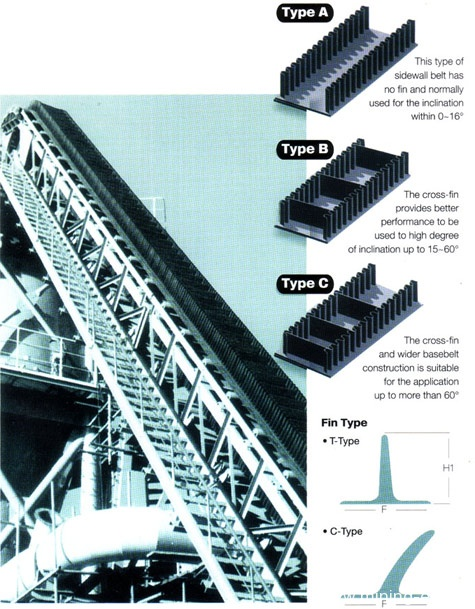 Type A
This type of
sidewall belt has
no fin and normally
used for the inclination
within 0~16°
Type B
The cross-fin
provides better
performance to be
used to high degree
of inclination up to 15~60°
Type C
The cross-fin
and wider basebelt
construction is suitable
for the application
up to more than 60°
Fin Type
• T-Type
H1
F
• C-Type
F